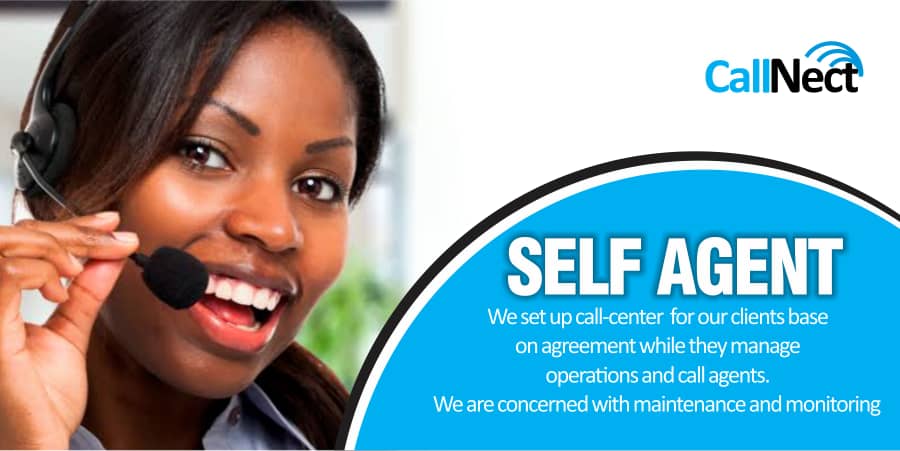 CallNect
SELF AGENT
We set up call-center for our clients base
on agreement while they manage
operations and call agents.
We are concerned with maintenance and monitoring